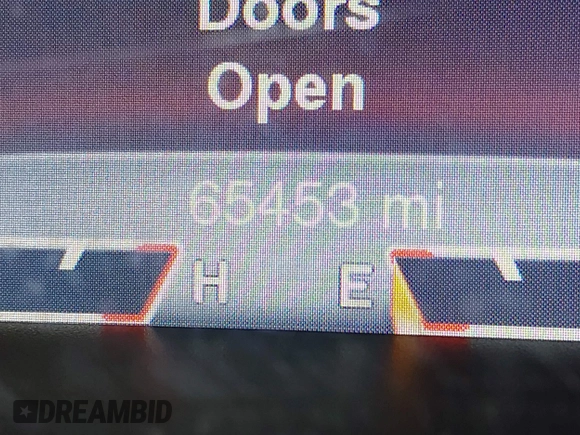 Doors
Open
65453 mi
H E
DREAMBID